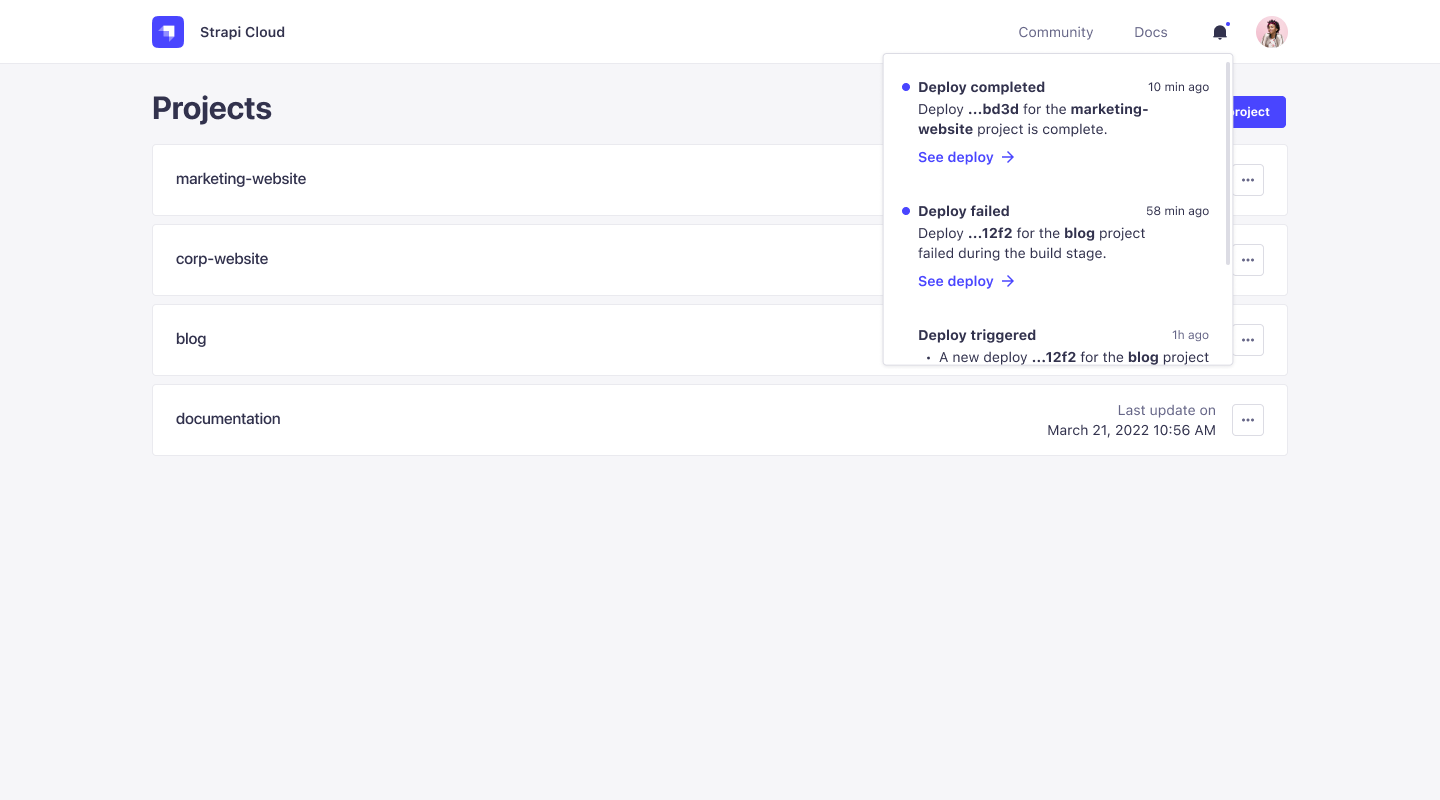 Strapi Cloud
Community
Docs
Projects
project
Deploy completed
10 min ago
Deploy ...bd3d for the marketing-
website project is complete.
See deploy →
Deploy failed
58 min ago
Deploy ...12f2 for the blog project
failed during the build stage.
See deploy →
Deploy triggered
1h ago
• A new deploy ...12f2 for the blog project
marketing-website
corp-website
blog
documentation
Last update on
March 21, 2022 10:56 AM